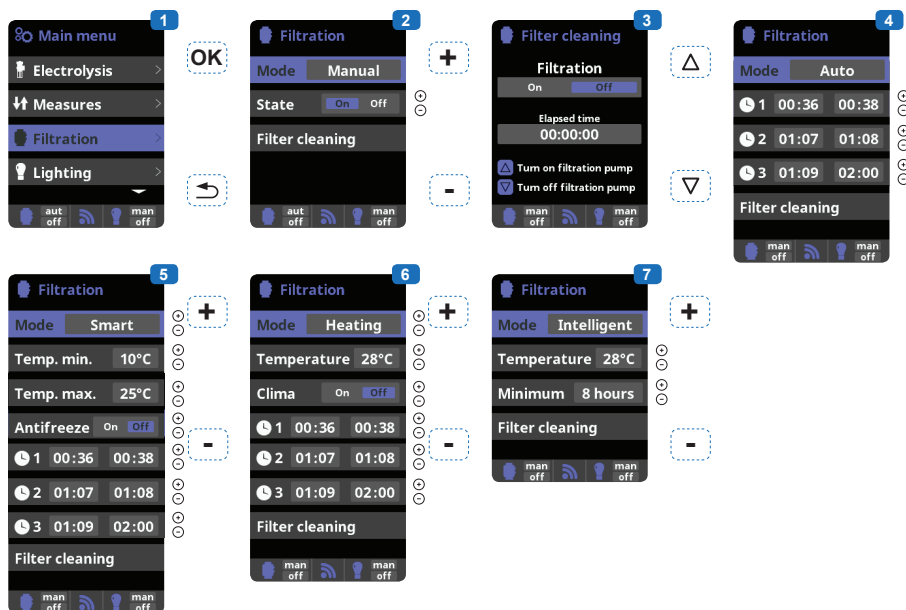 1
Main menu
Electrolysis
Measures
Filtration
Lighting
aut off man off
OK
2
Filtration
Mode Manual
State On Off
Filter cleaning
aut off man off
+
-
3
Filter cleaning
Filtration
On Off
Elapsed time
00:00:00
Turn on filtration pump
Turn off filtration pump
man off man off
4
Filtration
Mode Auto
1 00:36 00:38
2 01:07 01:08
3 01:09 02:00
Filter cleaning
man off man off
5
Filtration
Mode Smart
Temp. min. 10°C
Temp. max. 25°C
Antifreeze On Off
1 00:36 00:38
2 01:07 01:08
3 01:09 02:00
Filter cleaning
man off man off
+
-
6
Filtration
Mode Heating
Temperature 28°C
Clima On Off
1 00:36 00:38
2 01:07 01:08
3 01:09 02:00
Filter cleaning
man off man off
+
-
7
Filtration
Mode Intelligent
Temperature 28°C
Minimum 8 hours
Filter cleaning
man off man off
+
-